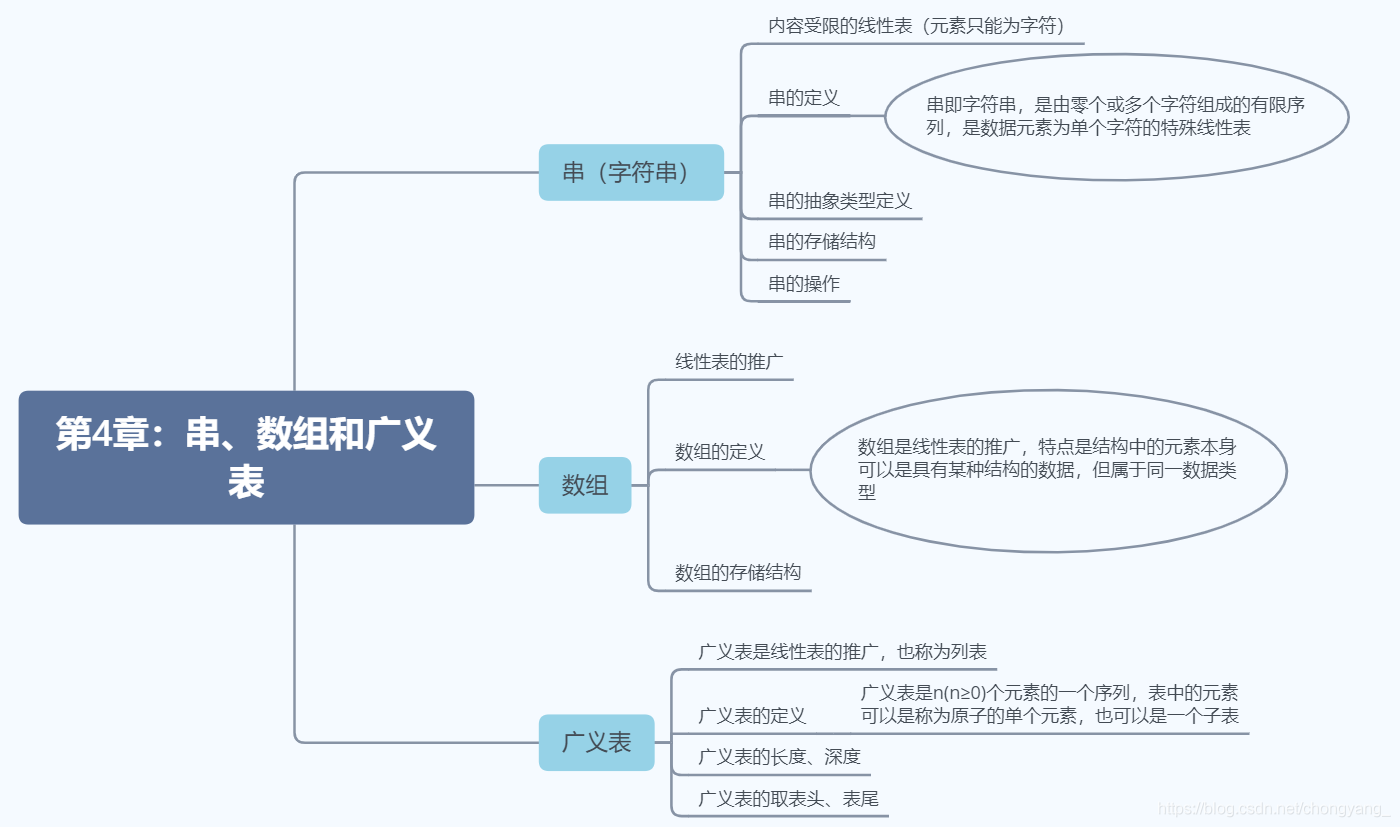 第4章：串、数组和广义
表
串（字符串）
内容受限的线性表（元素只能为字符）
串的定义
串即字符串，是由零个或多个字符组成的有限序
列，是数据元素为单个字符的特殊线性表
串的抽象类型定义
串的存储结构
串的操作
数组
线性表的推广
数组的定义
数组是线性表的推广，特点是结构中的元素本身
可以是具有某种结构的数据，但属于同一数据类
型
数组的存储结构
广义表
广义表是线性表的推广，也称为列表
广义表的定义
广义表是n(n≥0)个元素的一个序列，表中的元素
可以是称为原子的单个元素，也可以是一个子表
广义表的长度、深度
广义表的取表头、表尾
https://blog.csdn.net/chongyang_